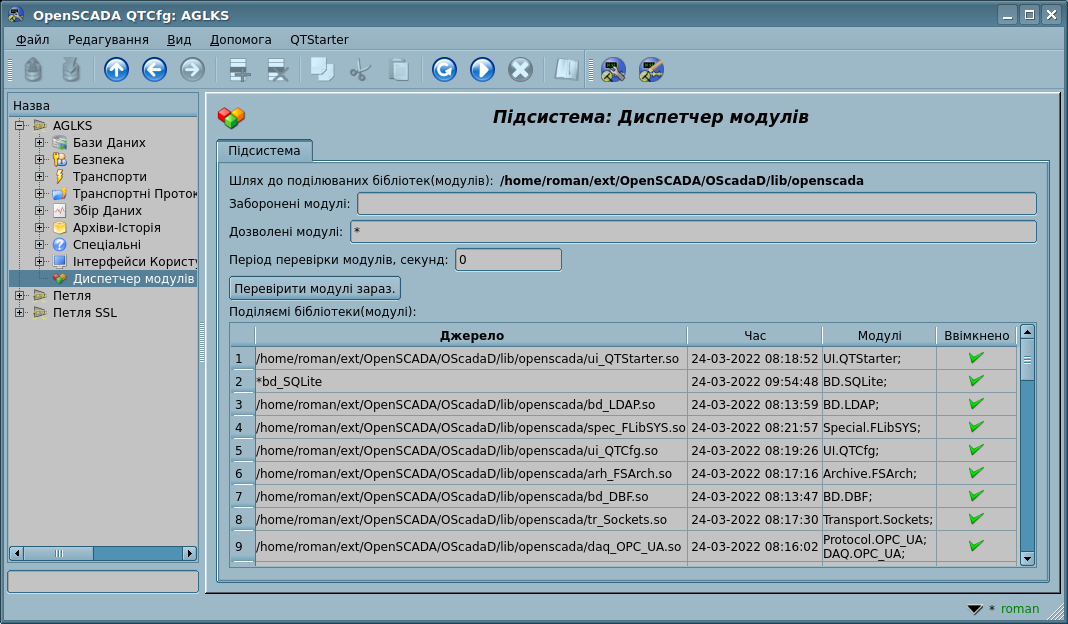 OpenSCADA QTCfg: AGLKS
Файл Редагування Вид Допомога QTStarter
Назва
AGLKS
Бази Даних
Безпека
Транспорти
Транспортні Проток
Збір Даних
Архіви-Історія
Спеціальні
Інтерфейси Користу
Диспетчер модулів
Петля
Петля SSL
Підсистема: Диспетчер модулів
Підсистема
Шлях до поділюваних бібліотек(модулів): /home/roman/ext/OpenSCADA/OScadaD/lib/openscada
Заборонені модулі:
Дозволені модулі: *
Період перевірки модулів, секунд: 0
Перевірити модулі зараз.
Поділяємі бібліотеки(модулі):
Джерело Час Модулі Ввімкнено
1 /home/roman/ext/OpenSCADA/OScadaD/lib/openscada/ui_QTStarter.so 24-03-2022 08:18:52 UI.QTStarter;
2 *bd_SQLite 24-03-2022 09:54:48 BD.SQLite;
3 /home/roman/ext/OpenSCADA/OScadaD/lib/openscada/bd_LDAP.so 24-03-2022 08:13:59 BD.LDAP;
4 /home/roman/ext/OpenSCADA/OScadaD/lib/openscada/spec_FLibSYS.so 24-03-2022 08:21:57 Special.FLibSYS;
5 /home/roman/ext/OpenSCADA/OScadaD/lib/openscada/ui_QTCfg.so 24-03-2022 08:19:26 UI.QTCfg;
6 /home/roman/ext/OpenSCADA/OScadaD/lib/openscada/arh_FSArch.so 24-03-2022 08:17:16 Archive.FSArch;
7 /home/roman/ext/OpenSCADA/OScadaD/lib/openscada/bd_DBF.so 24-03-2022 08:13:47 BD.DBF;
8 /home/roman/ext/OpenSCADA/OScadaD/lib/openscada/tr_Sockets.so 24-03-2022 08:17:30 Transport.Sockets;
9 /home/roman/ext/OpenSCADA/OScadaD/lib/openscada/daq_OPC_UA.so 24-03-2022 08:16:02 Protocol.OPC_UA;
DAQ.OPC_UA;
* roman